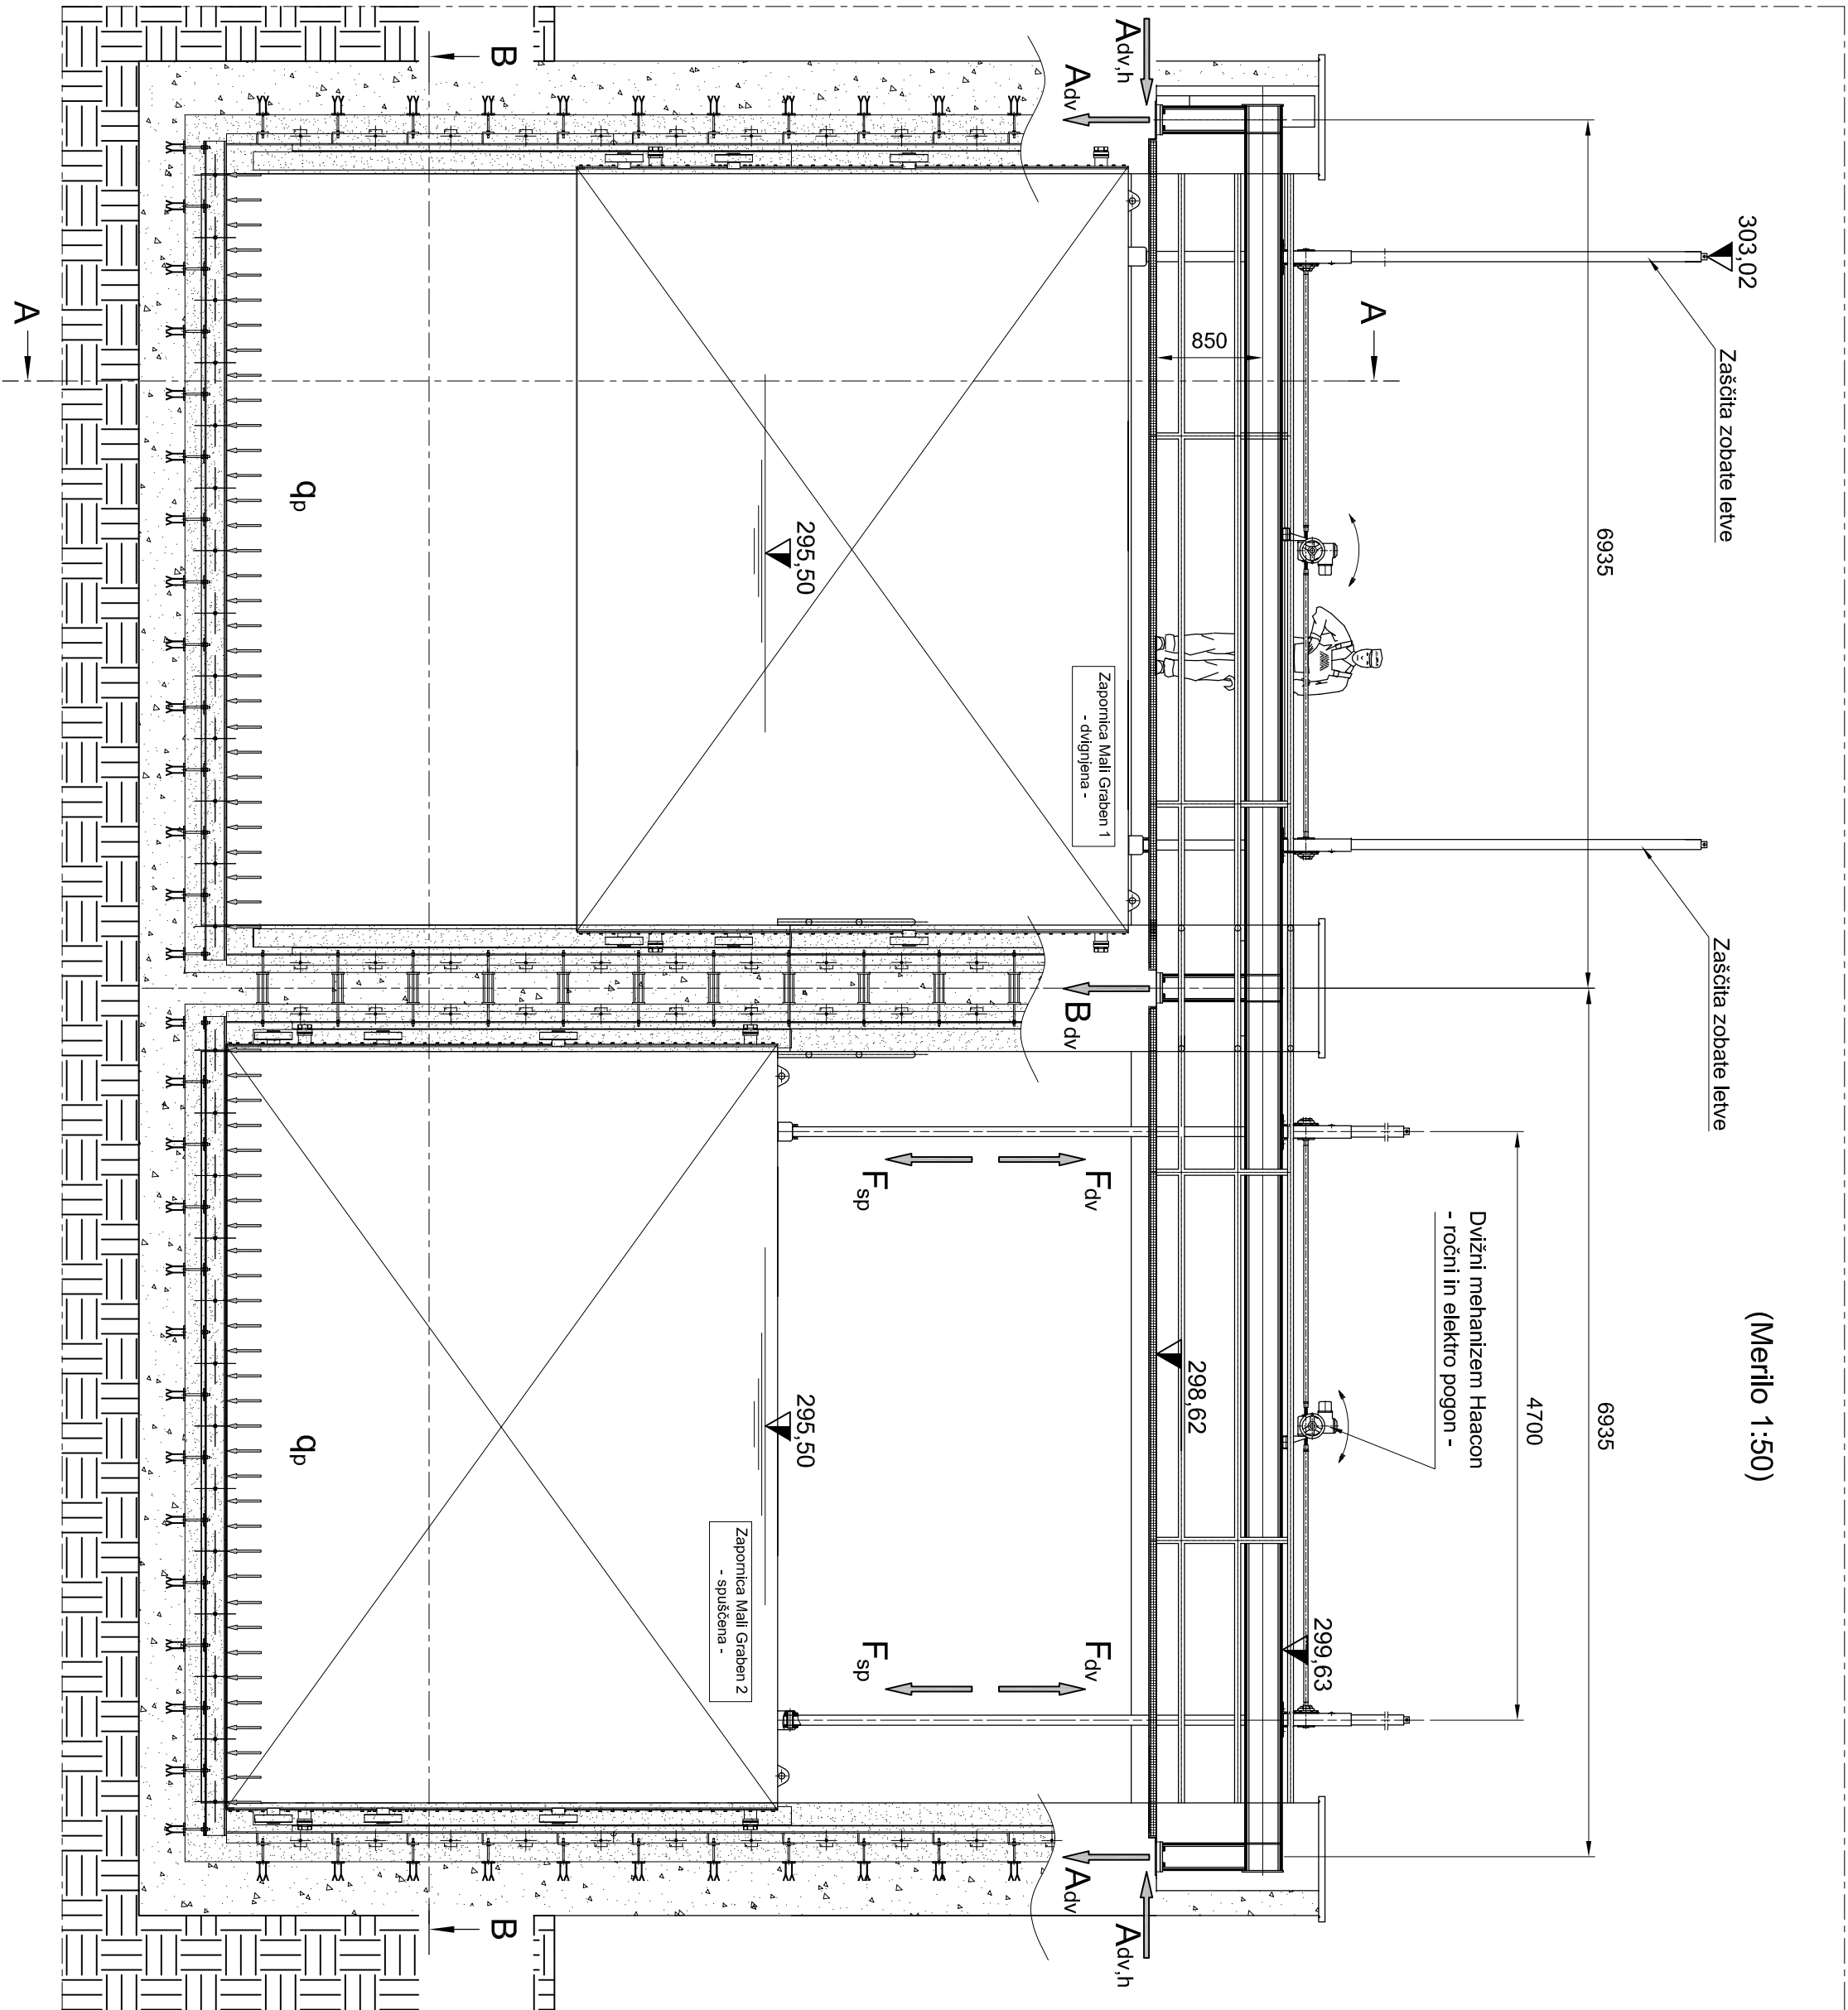 (Merilo 1:50)
303,02
Zaščita zobate letve
Zaščita zobate letve
6935
6935
4700
Dvižni mehanizem Haacon
- ročni in elektro pogon -
A
850
299,63
298,62
Adv,h
Adv
Bdv
Adv
Adv,h
Fdv
Fdv
Fsp
Fsp
Zapornica Mali Graben 1
- dvignjena -
295,50
295,50
Zapornica Mali Graben 2
- spuščena -
B
B
qp
qp
A